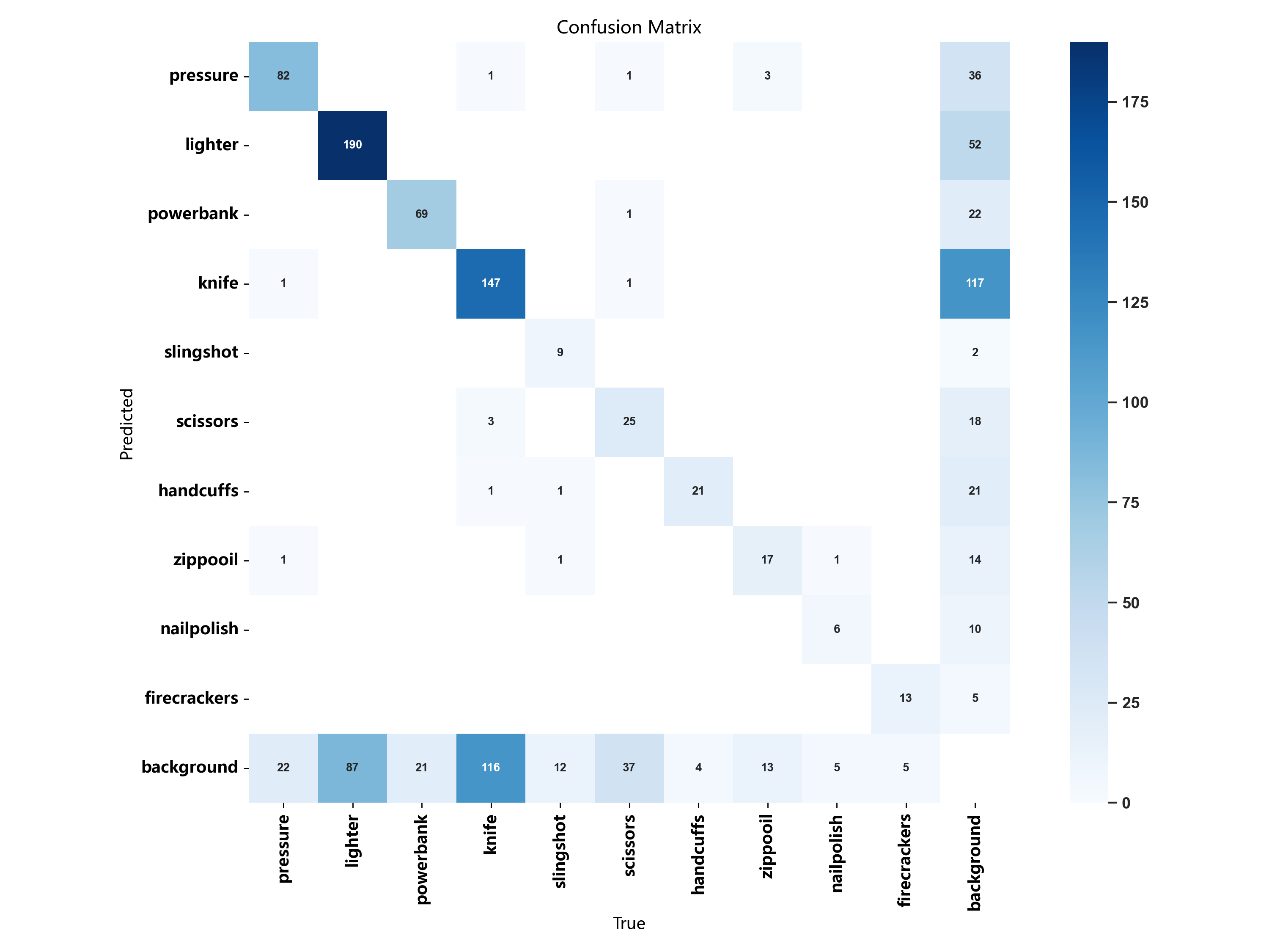 Confusion Matrix
pressure 82 1 1 3 36
lighter 190 52
powerbank 69 1 22
knife 1 147 1 117
slingshot 9 2
scissors 3 25 18
handcuffs 1 1 21 21
zippooil 1 1 17 1 14
nailpolish 6 10
firecrackers 13 5
background 22 87 21 116 12 37 4 13 5 5
pressure lighter powerbank knife slingshot scissors handcuffs zippooil nailpolish firecrackers background
True
Predicted
175
150
125
100
75
50
25
0